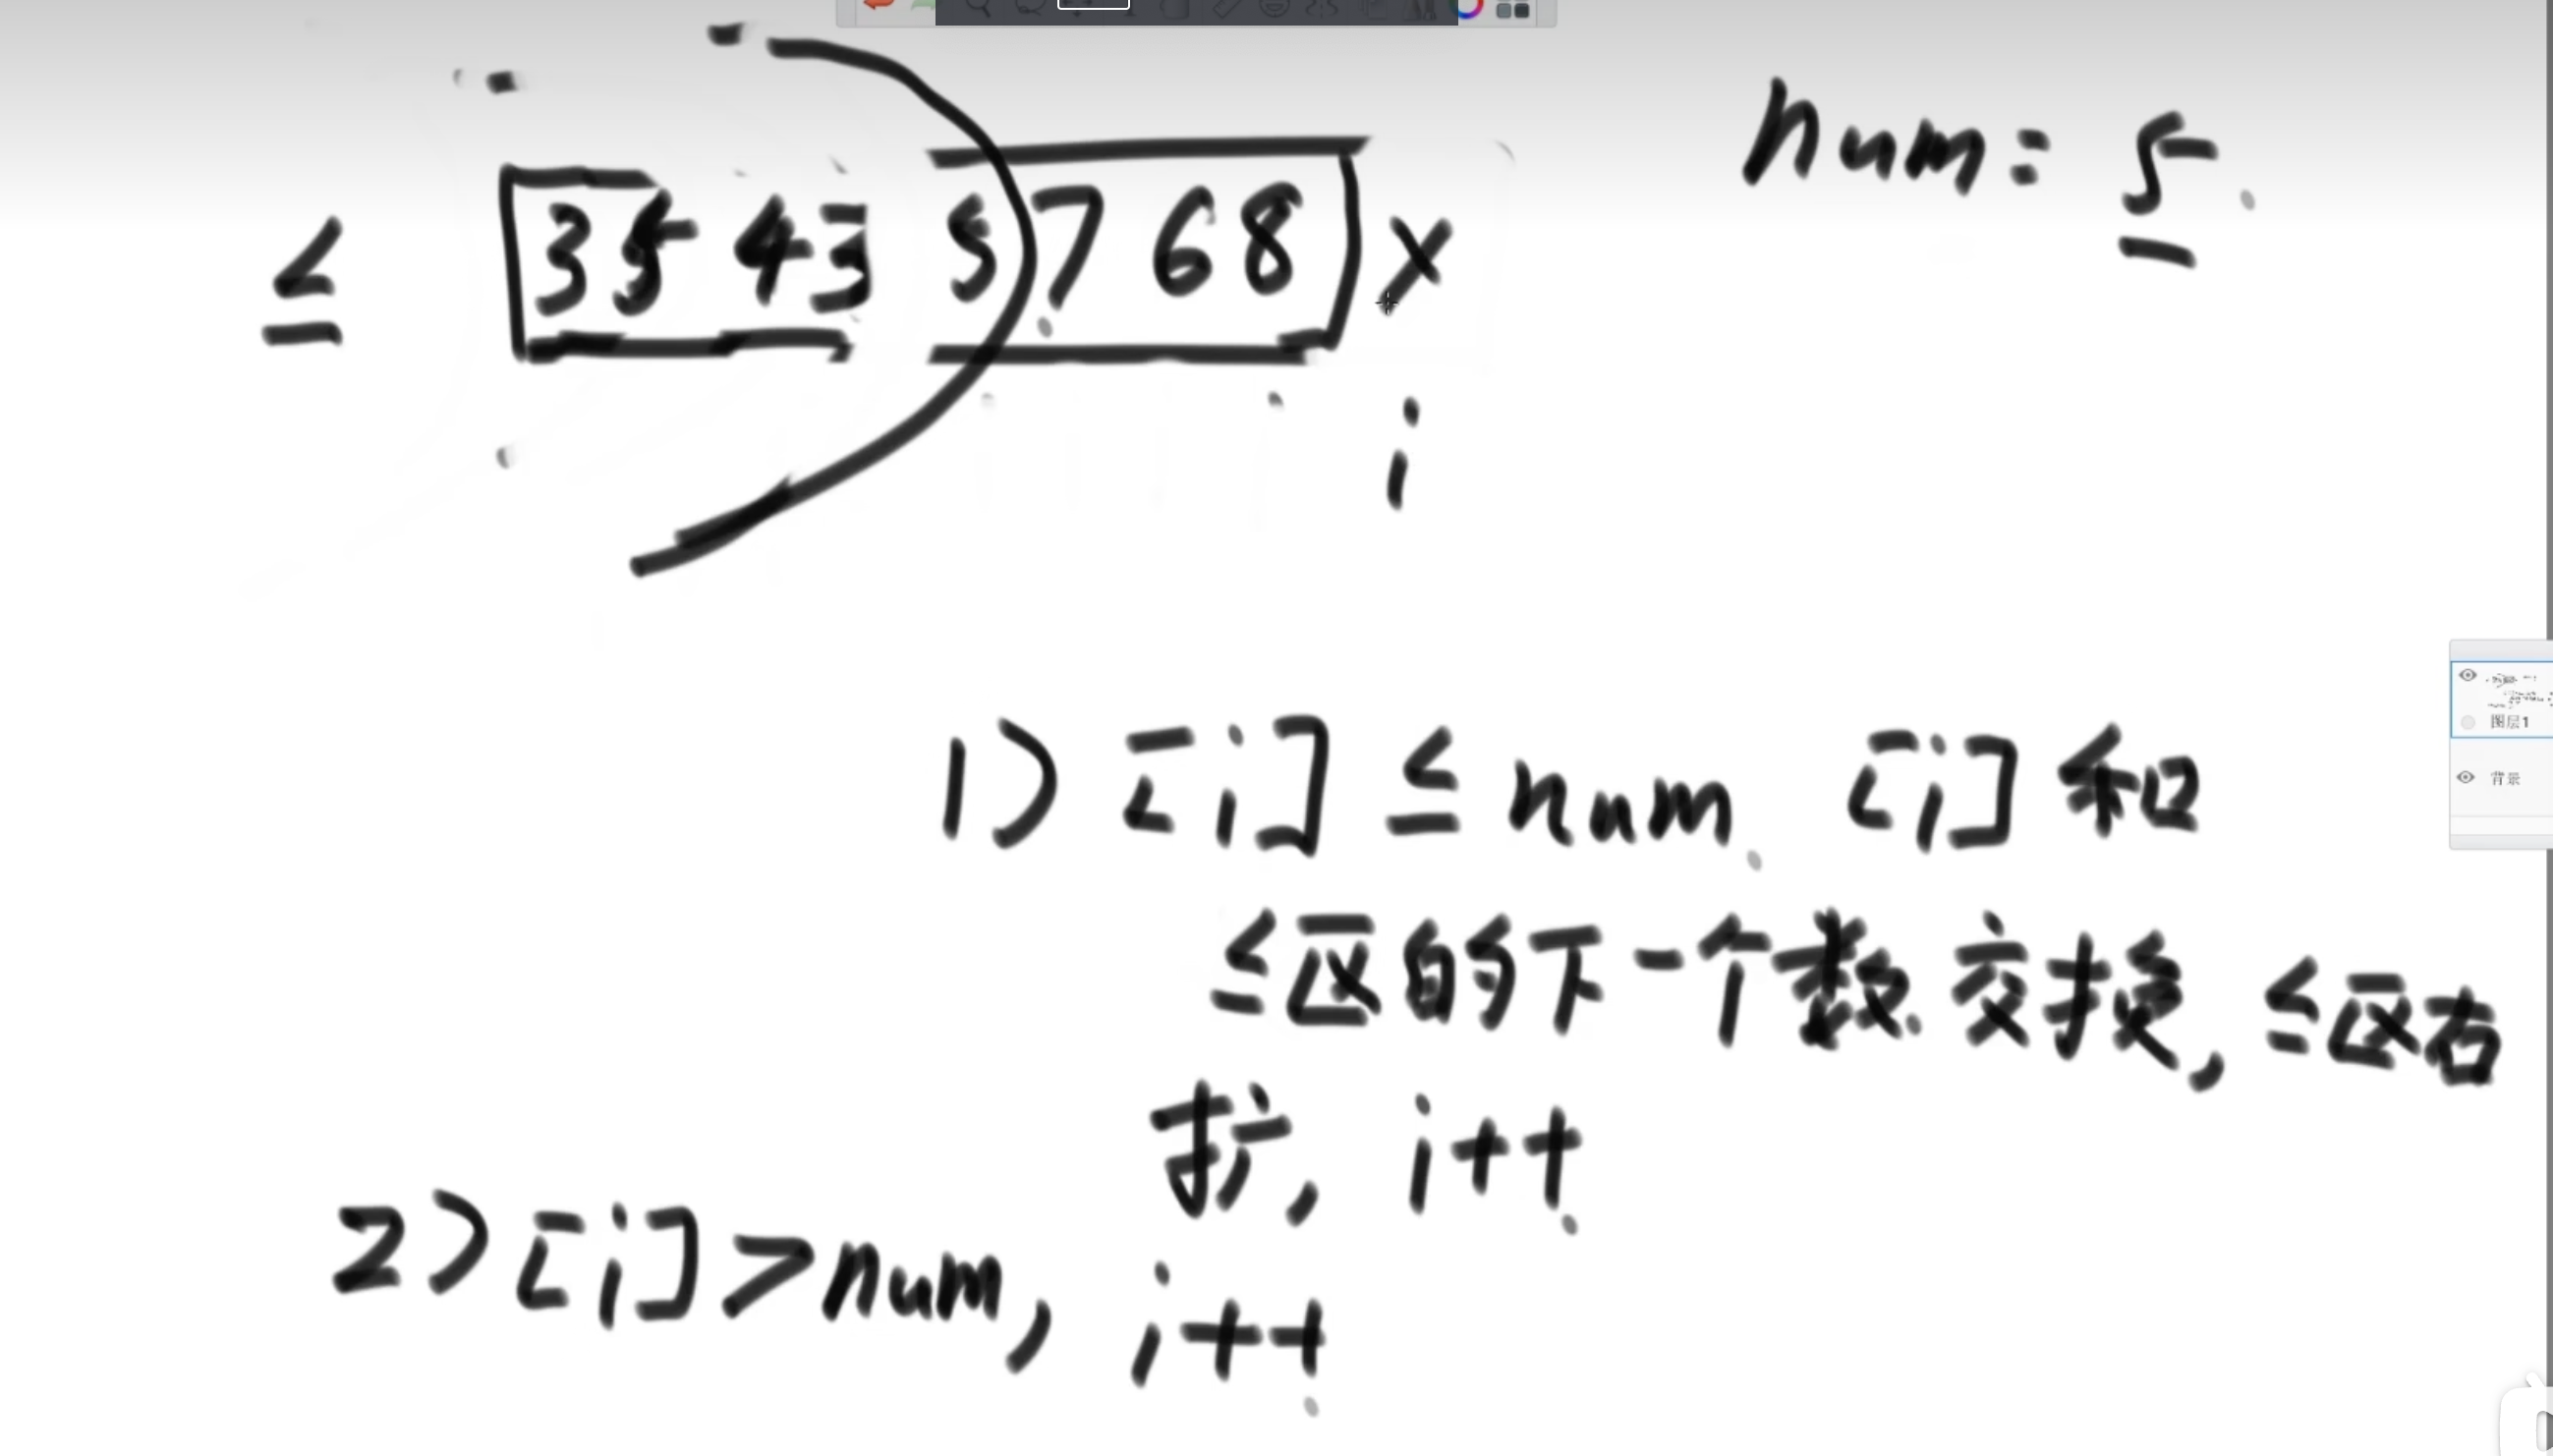 num = 5
≤ [3 5 4 3 5 7 6 8] x
i
1) [i] ≤ num [i]和
≤区的下一个数交换, ≤区右
扩, i++
2) [i] > num, i++
图层1
背景